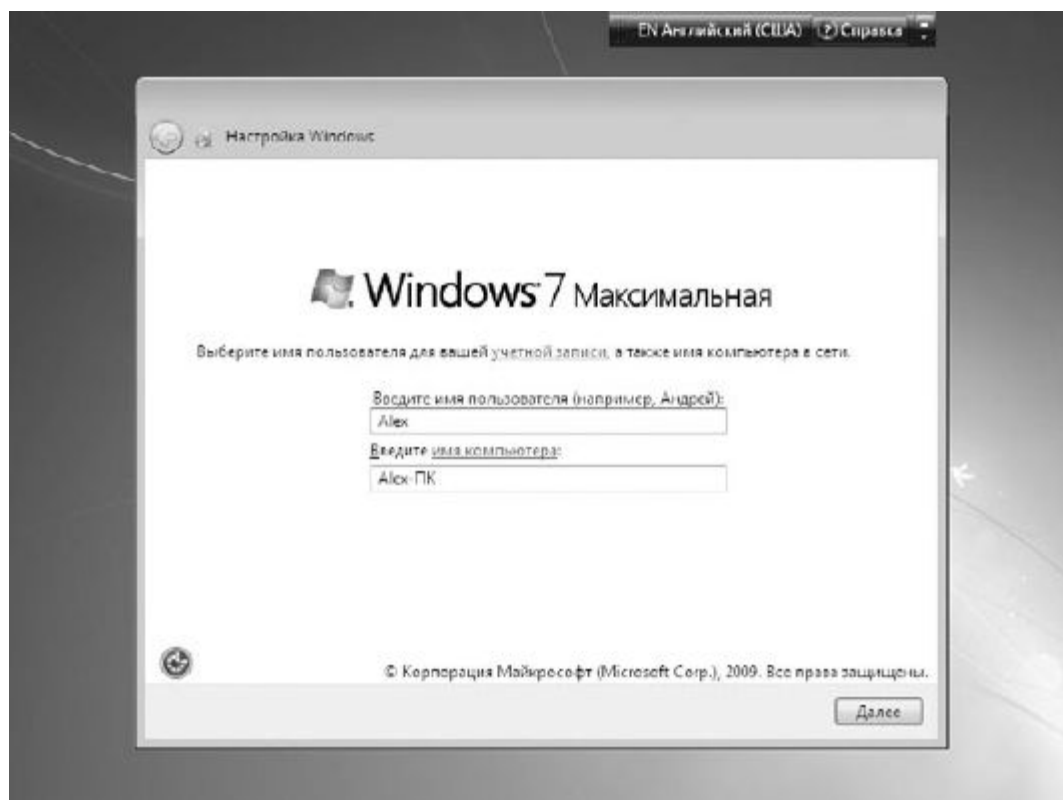 EN Английский (США) Справка
Настройка Windows
Windows 7 Максимальная
Выберите имя пользователя для вашей учетной записи, а также имя компьютера в сети.
Введите имя пользователя (например, Андрей):
Alex
Введите имя компьютера:
Alex-ПК
© Корпорация Майкрософт (Microsoft Corp.), 2009. Все права защищены.
Далее